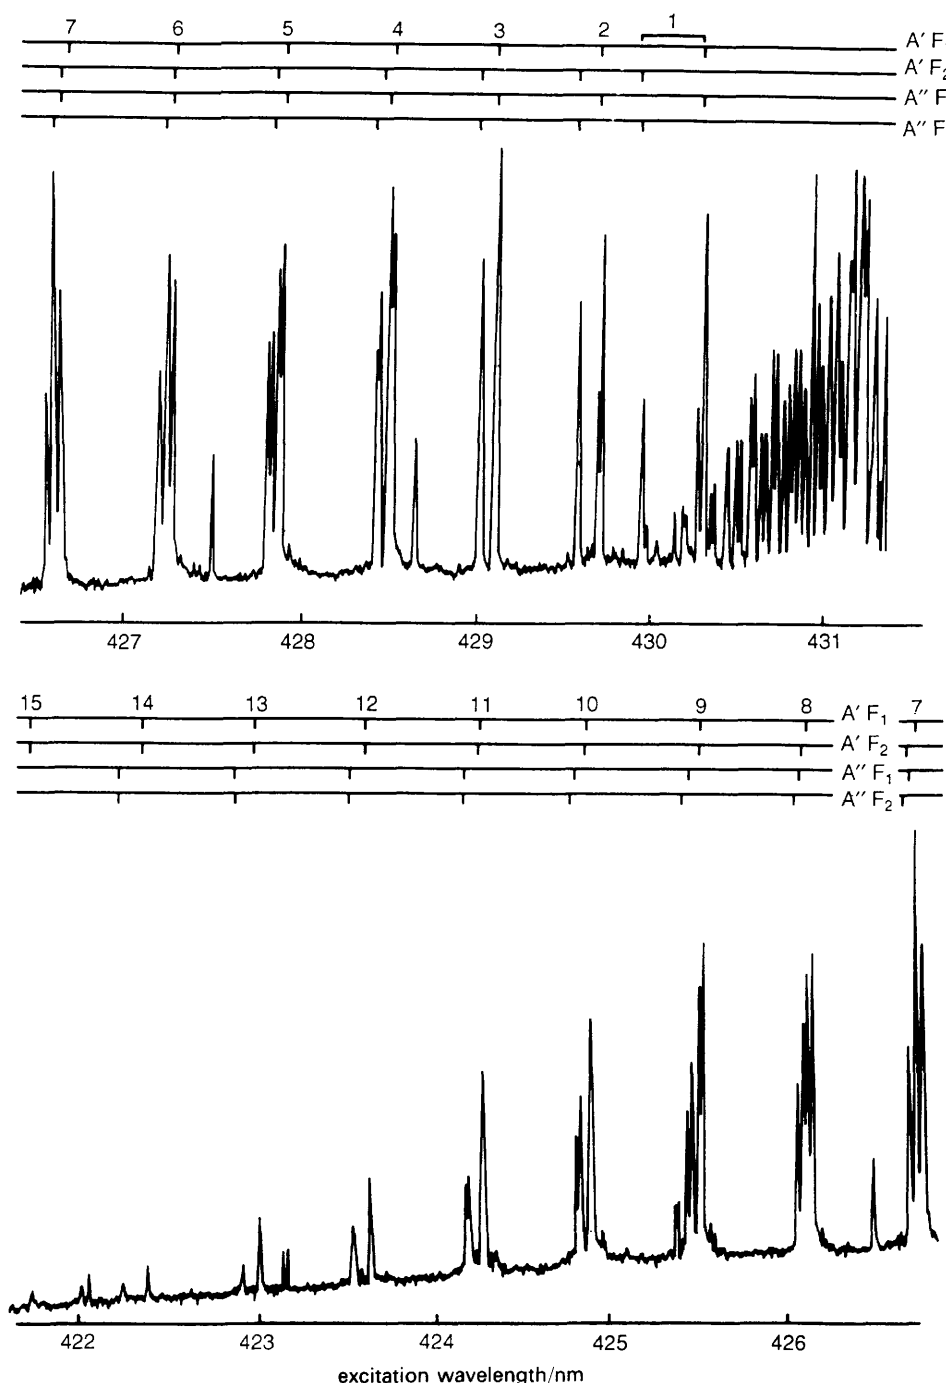 7 6 5 4 3 2 1
A′ F
A′ F₂
A″ F
A″ F
427 428 429 430 431
15 14 13 12 11 10 9 8 7
A′ F₁
A′ F₂
A″ F₁
A″ F₂
422 423 424 425 426
excitation wavelength/nm